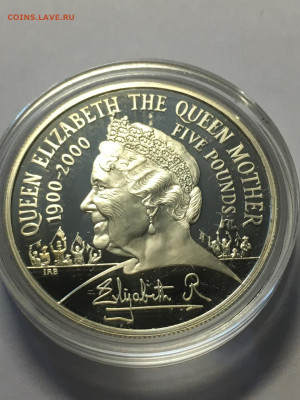 COINS.LAVE.RU
QUEEN ELIZABETH THE QUEEN MOTHER
1900-2000
FIVE POUNDS
IRB
Elizabeth R